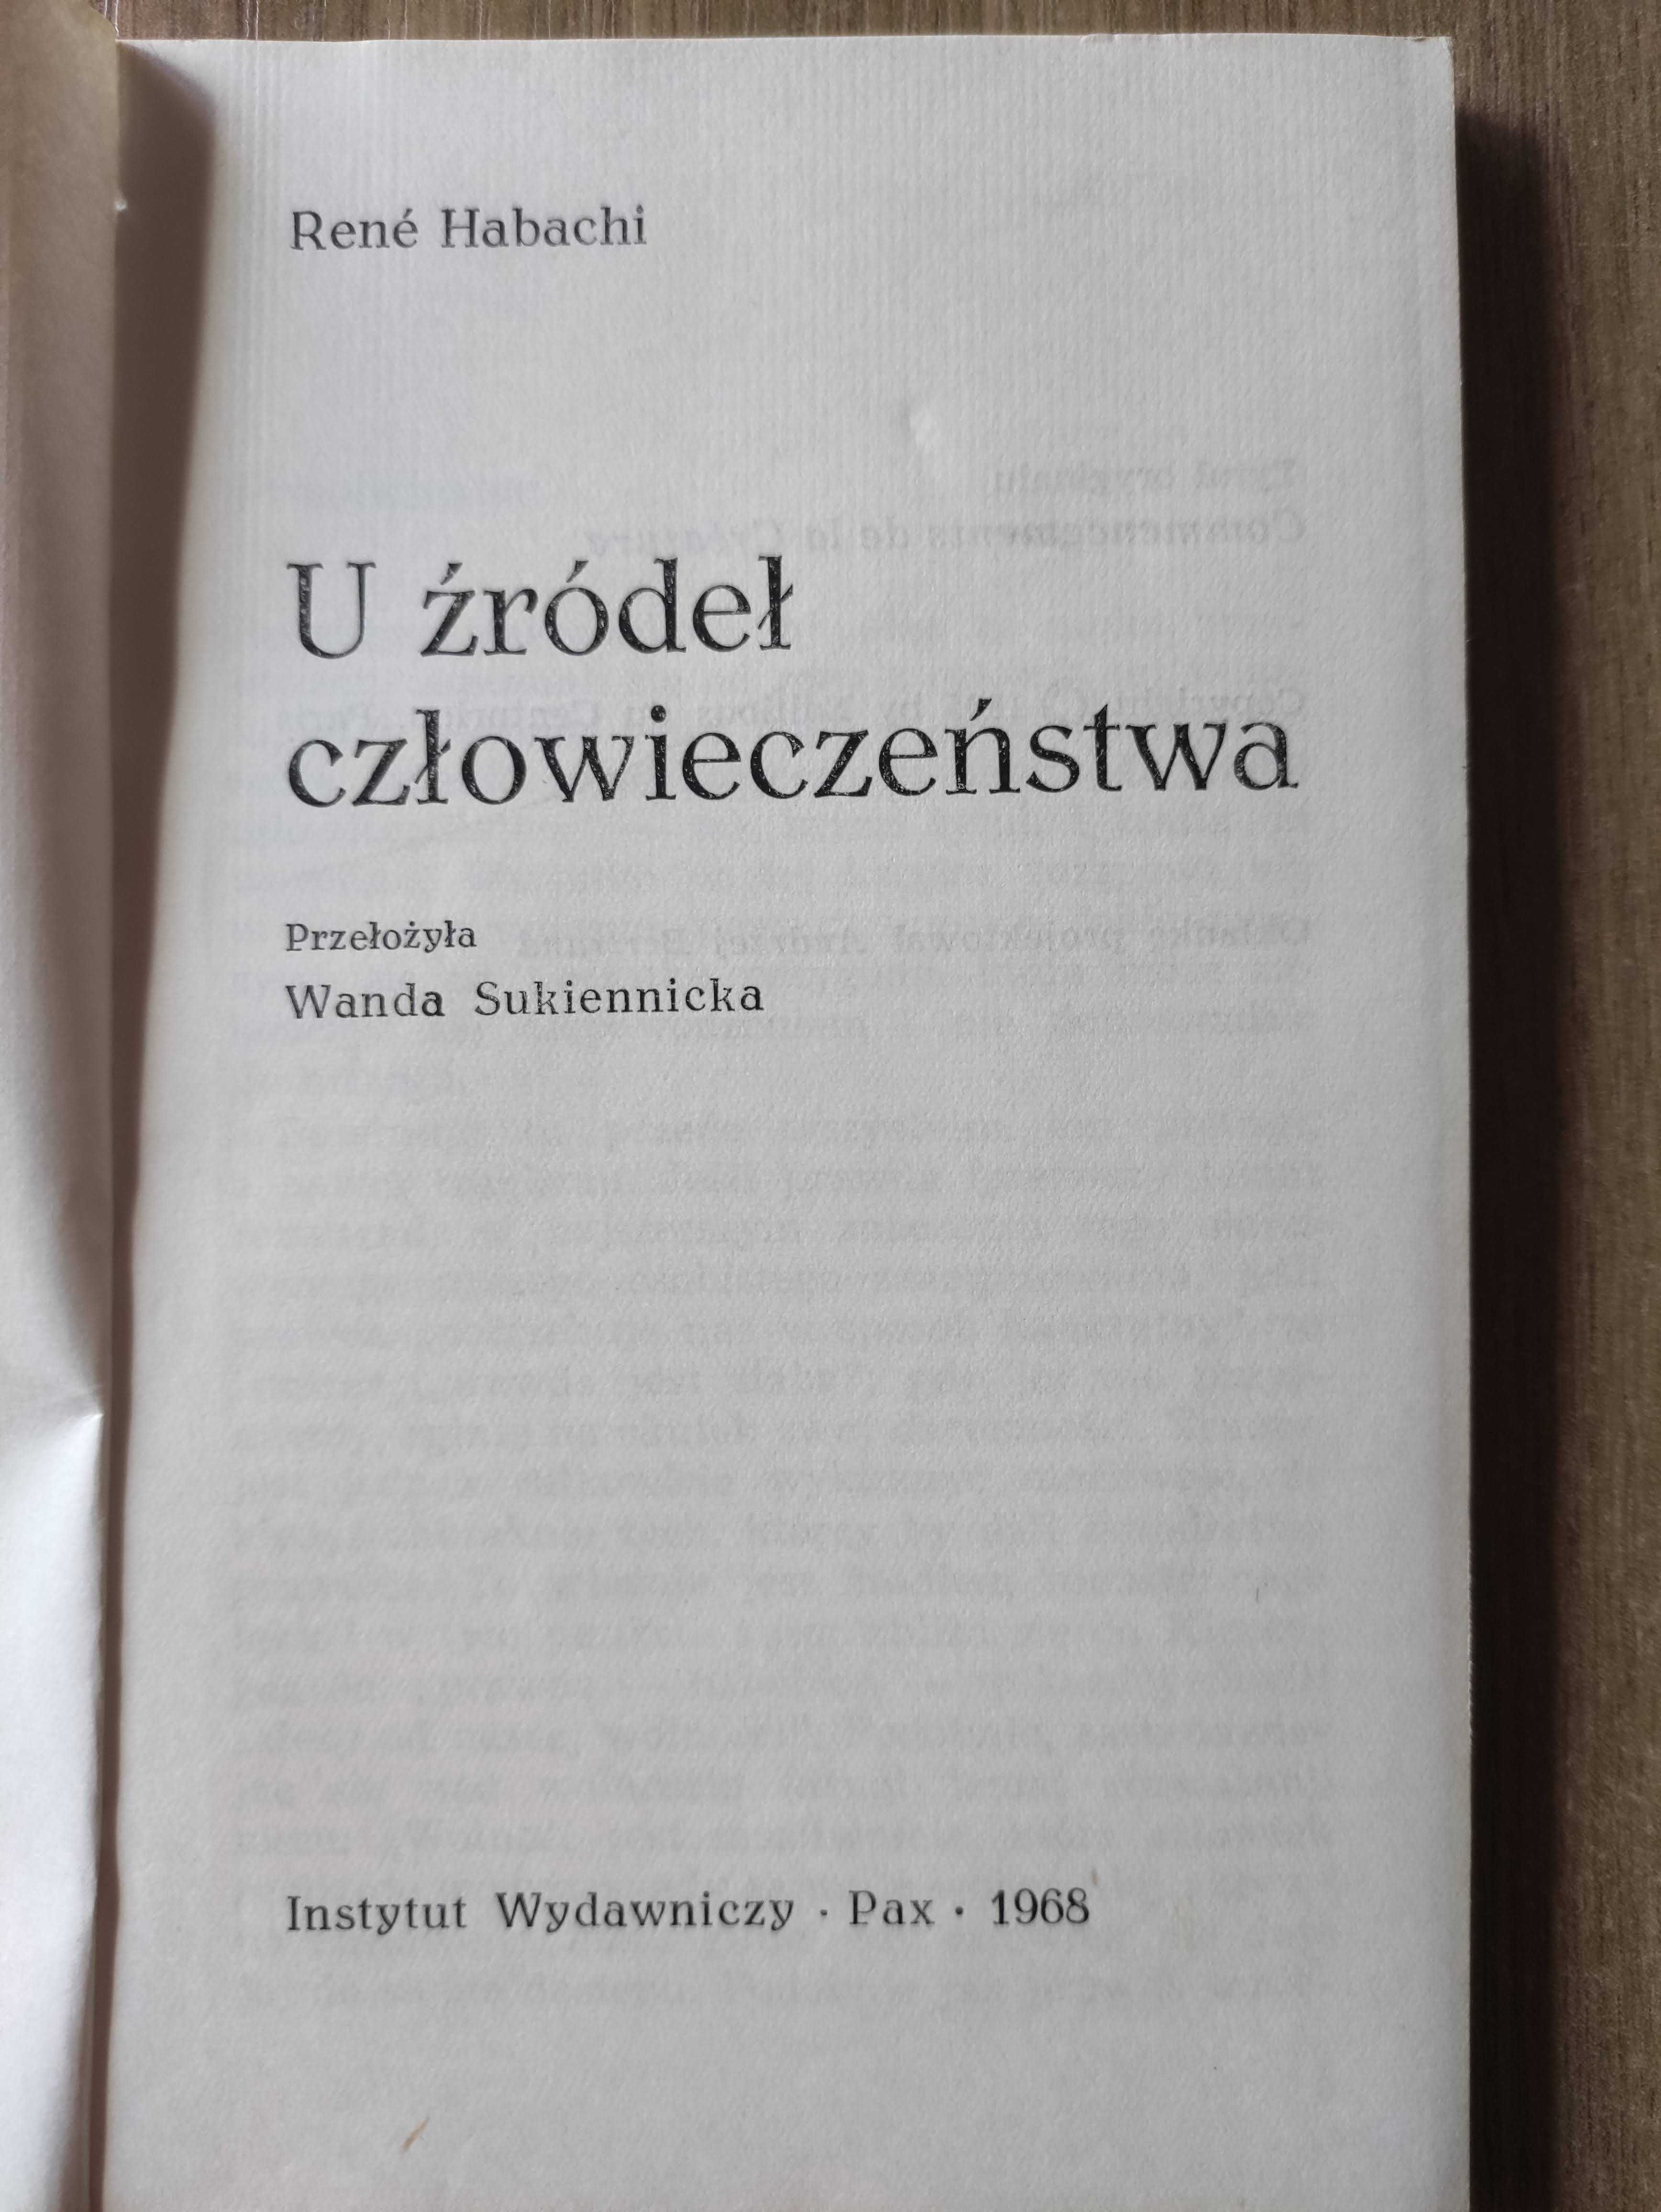 René Habachi
U źródeł
człowieczeństwa
Przełożyła
Wanda Sukiennicka
Instytut Wydawniczy · Pax · 1968